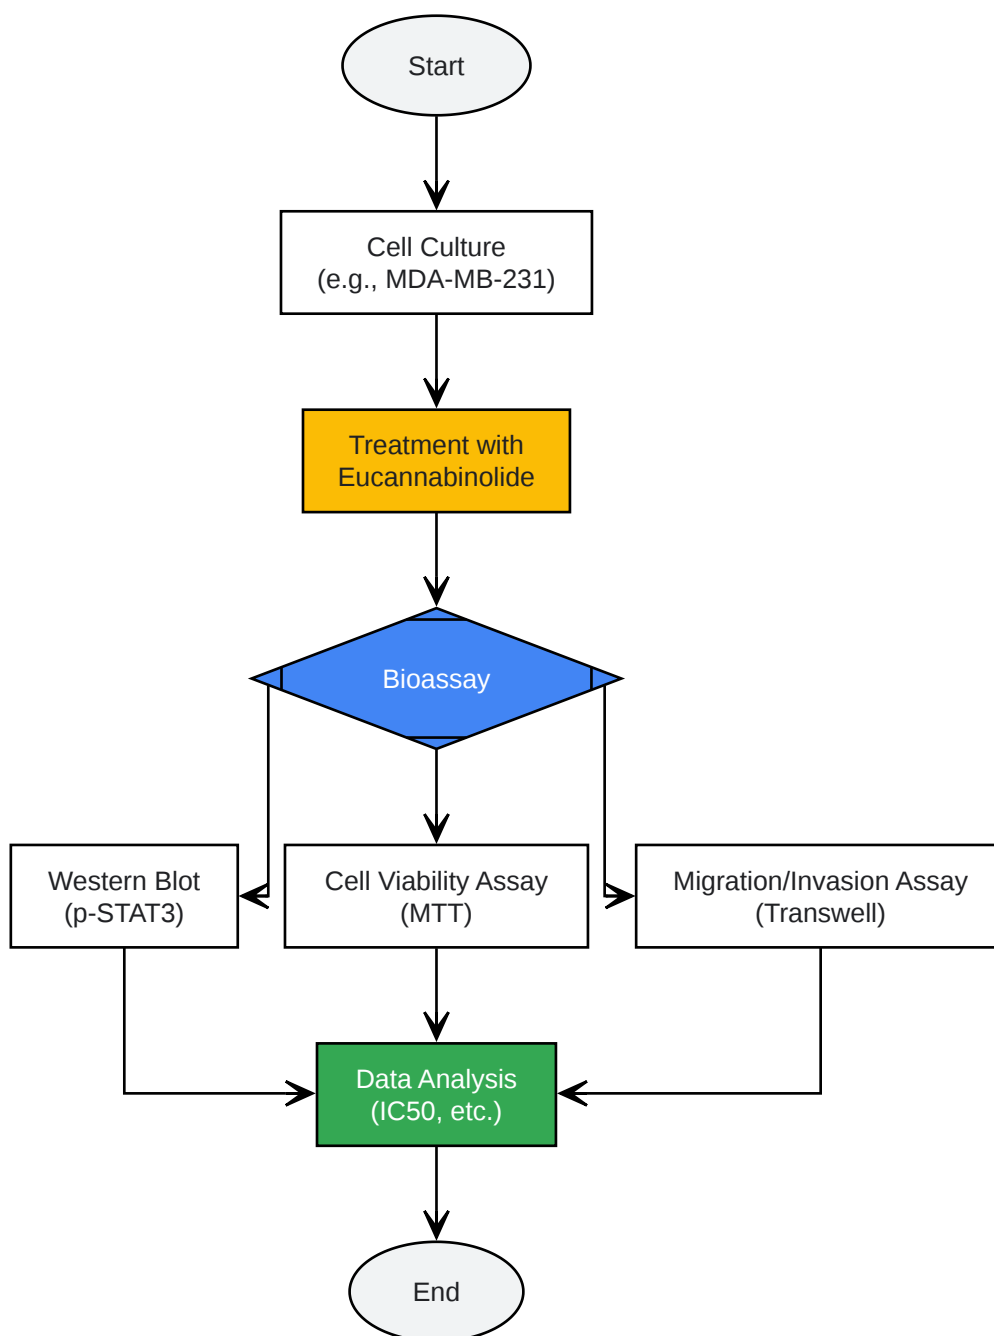 Start
Cell Culture
(e.g., MDA-MB-231)
Treatment with
Eucannabinolide
Bioassay
Western Blot
(p-STAT3)
Cell Viability Assay
(MTT)
Migration/Invasion Assay
(Transwell)
Data Analysis
(IC50, etc.)
End